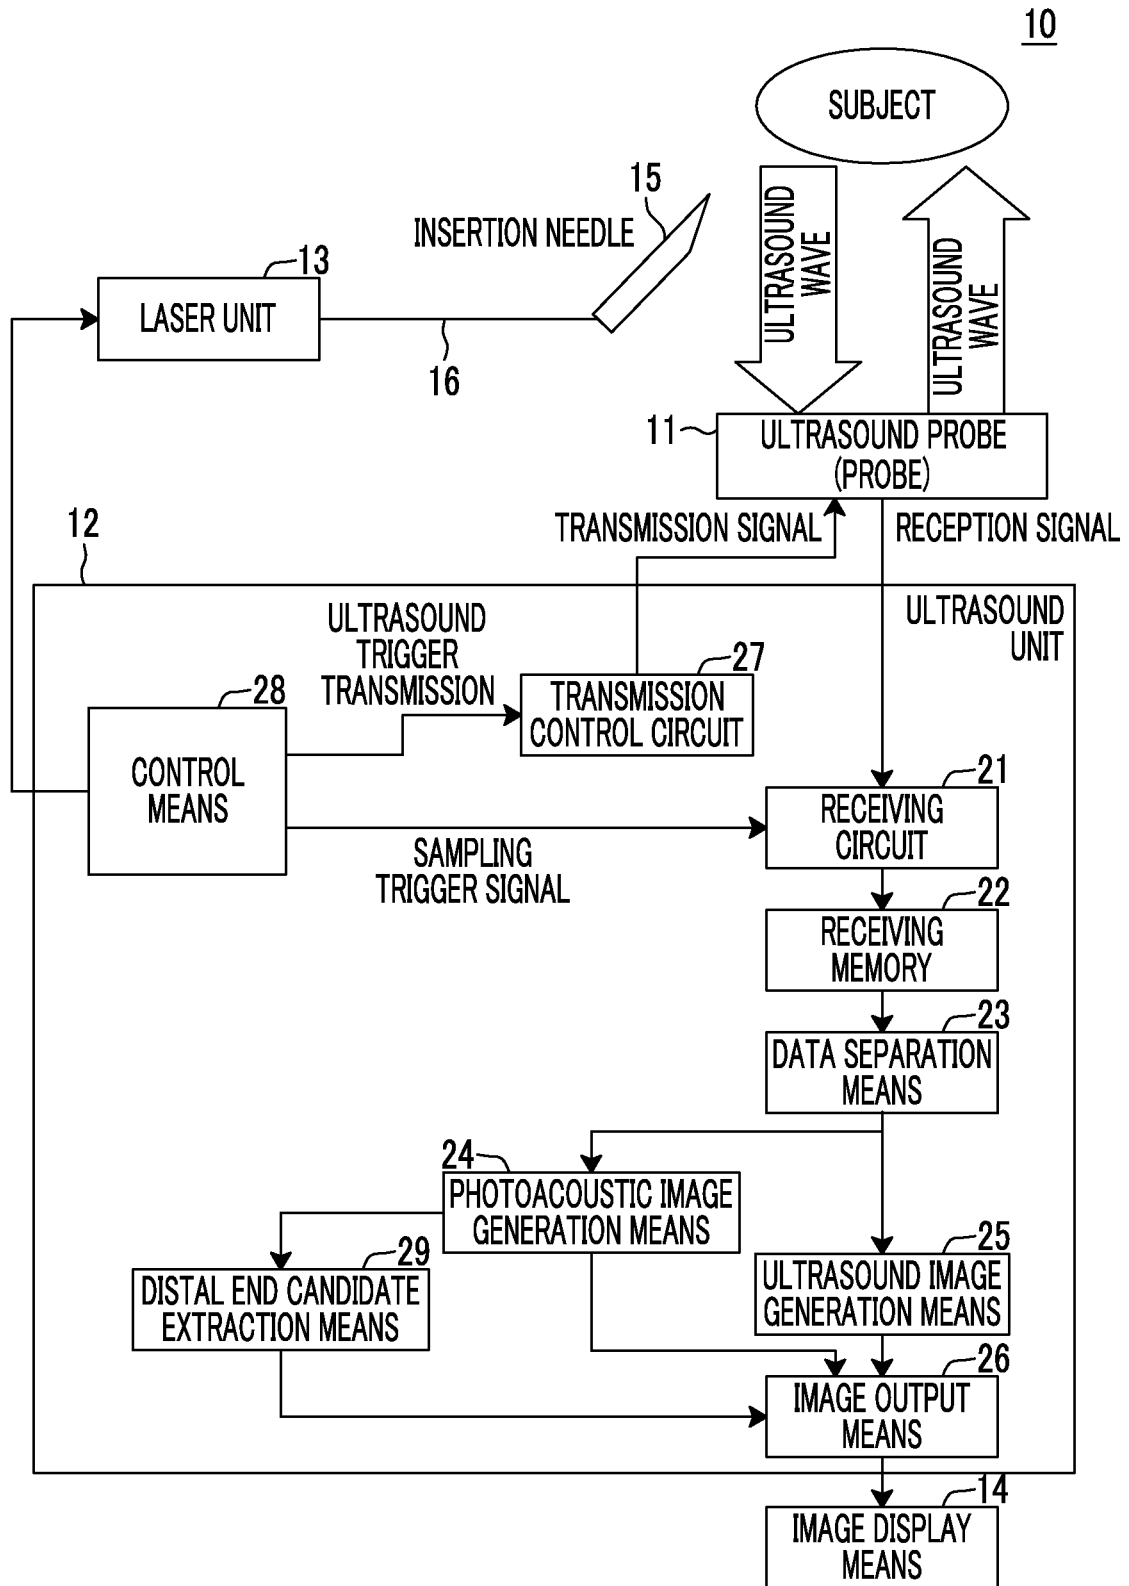 10
SUBJECT
15
INSERTION NEEDLE
ULTRASOUND
WAVE
ULTRASOUND
WAVE
13
LASER UNIT
16
11
ULTRASOUND PROBE
(PROBE)
TRANSMISSION SIGNAL
RECEPTION SIGNAL
12
ULTRASOUND
UNIT
ULTRASOUND
TRIGGER
TRANSMISSION
27
TRANSMISSION
CONTROL CIRCUIT
28
CONTROL
MEANS
21
RECEIVING
CIRCUIT
SAMPLING
TRIGGER SIGNAL
22
RECEIVING
MEMORY
23
DATA SEPARATION
MEANS
24
PHOTOACOUSTIC IMAGE
GENERATION MEANS
25
ULTRASOUND IMAGE
GENERATION MEANS
29
DISTAL END CANDIDATE
EXTRACTION MEANS
26
IMAGE OUTPUT
MEANS
14
IMAGE DISPLAY
MEANS